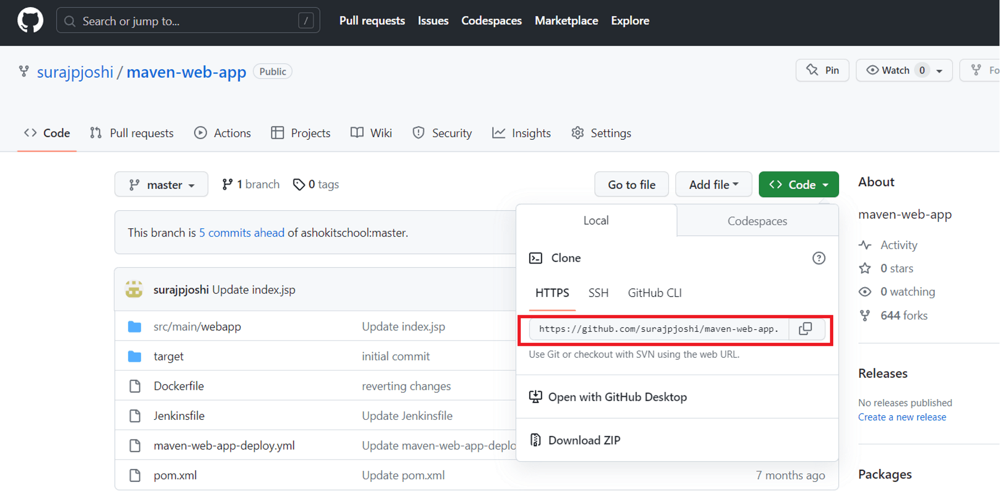 Search or jump to... /
Pull requests Issues Codespaces Marketplace Explore
surajpjoshi / maven-web-app Public
Pin Watch 0 Fo
Code Pull requests Actions Projects Wiki Security Insights Settings
master 1 branch 0 tags Go to file Add file Code
This branch is 5 commits ahead of ashokitschool:master.
surajpjoshi Update index.jsp
src/main/webapp Update index.jsp
target initial commit
Dockerfile reverting changes
Jenkinsfile Update Jenkinsfile
maven-web-app-deploy.yml Update maven-web-app-deplo
pom.xml Update pom.xml 7 months ago
Local Codespaces
Clone
HTTPS SSH GitHub CLI
https://github.com/surajpjoshi/maven-web-app.
Use Git or checkout with SVN using the web URL.
Open with GitHub Desktop
Download ZIP
About
maven-web-app
Activity
0 stars
0 watching
644 forks
Releases
No releases published
Create a new release
Packages